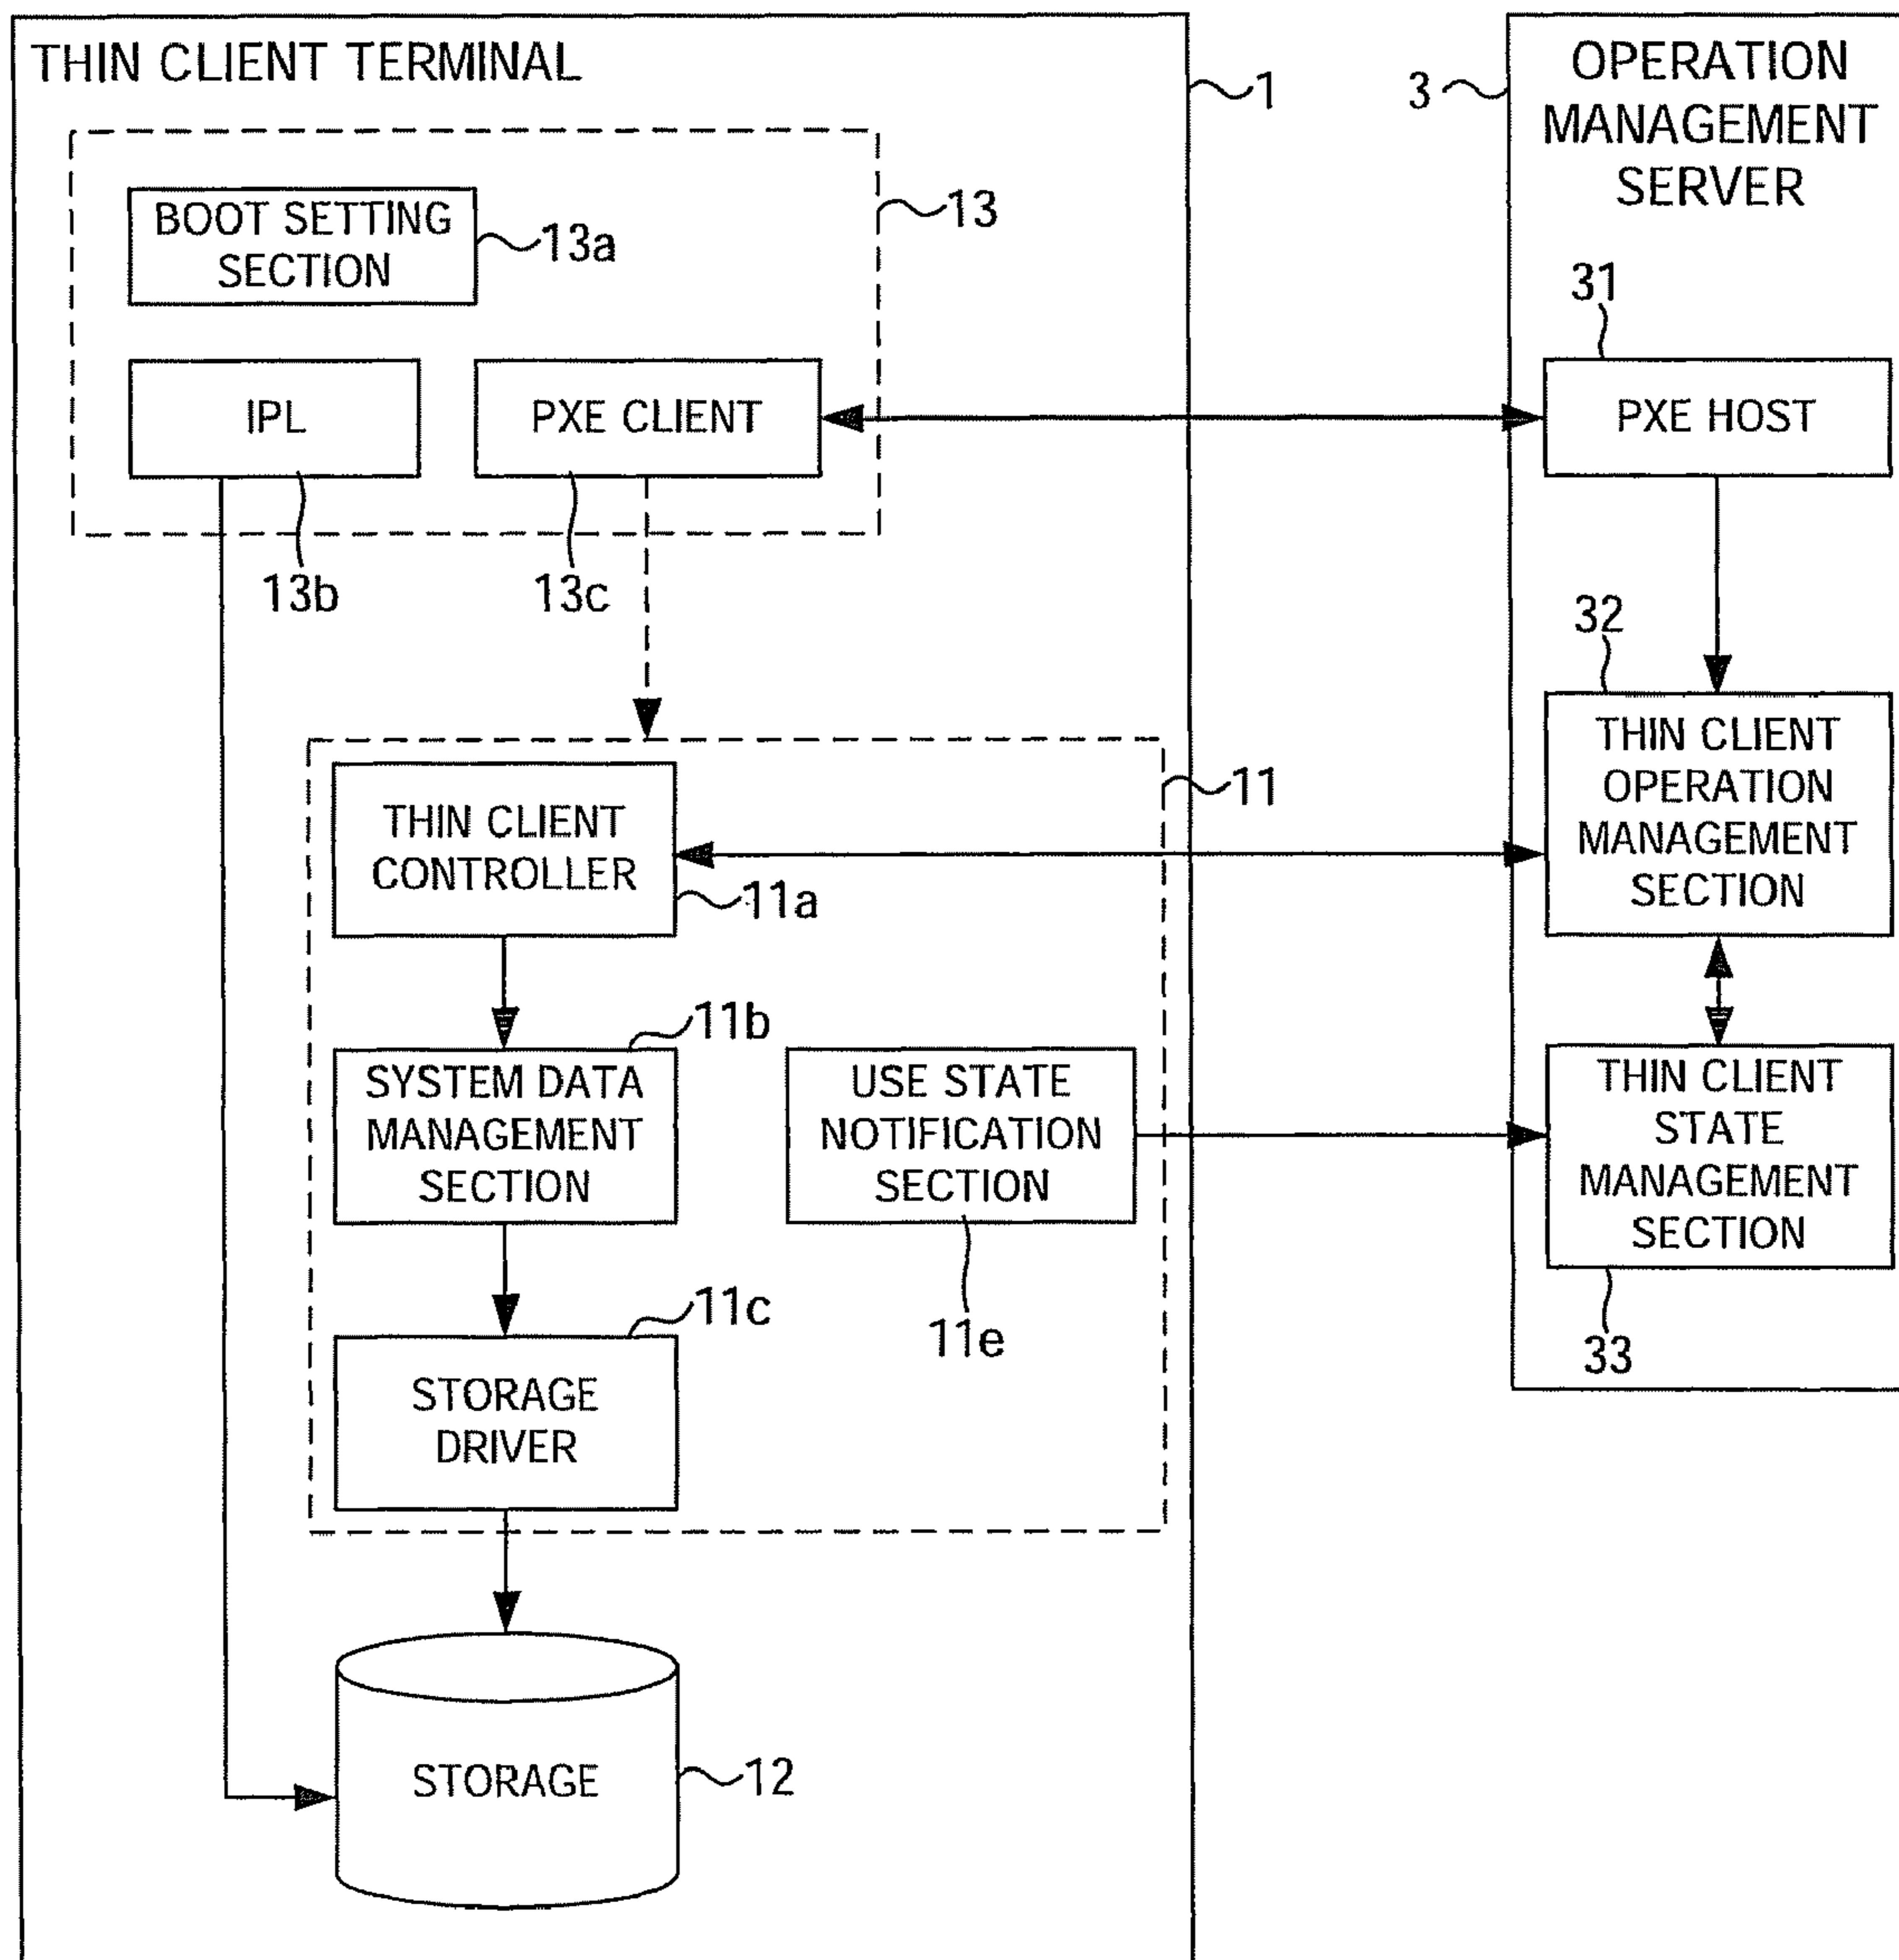 THIN CLIENT TERMINAL
1
13
BOOT SETTING
SECTION
13a
IPL
13b
PXE CLIENT
13c
11
THIN CLIENT
CONTROLLER
11a
11b
SYSTEM DATA
MANAGEMENT
SECTION
USE STATE
NOTIFICATION
SECTION
11e
11c
STORAGE
DRIVER
STORAGE
12
3
OPERATION
MANAGEMENT
SERVER
31
PXE HOST
32
THIN CLIENT
OPERATION
MANAGEMENT
SECTION
THIN CLIENT
STATE
MANAGEMENT
SECTION
33